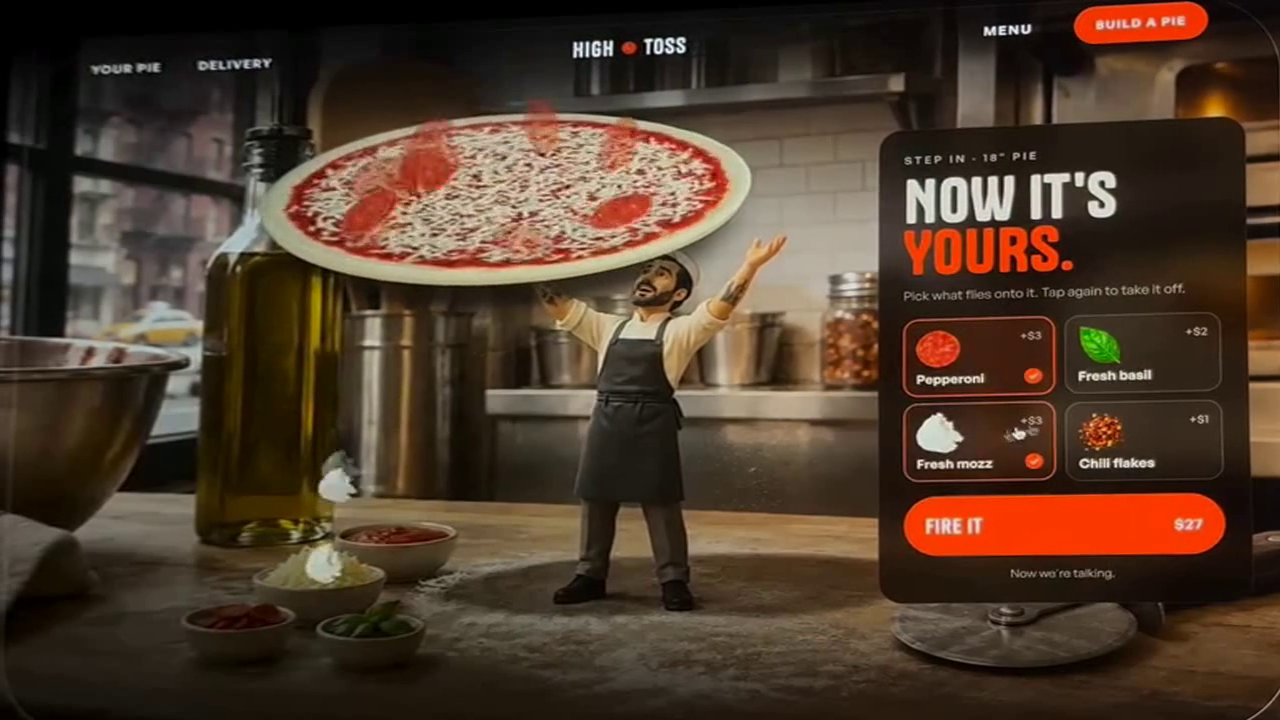 YOUR PIE
DELIVERY
HIGH TOSS
MENU
BUILD A PIE
STEP IN - 18" PIE
NOW IT'S
YOURS.
Pick what flies onto it. Tap again to take it off.
+$3
Pepperoni
+$2
Fresh basil
+$3
Fresh mozz
+$1
Chili flakes
FIRE IT
$27
Now we're talking.